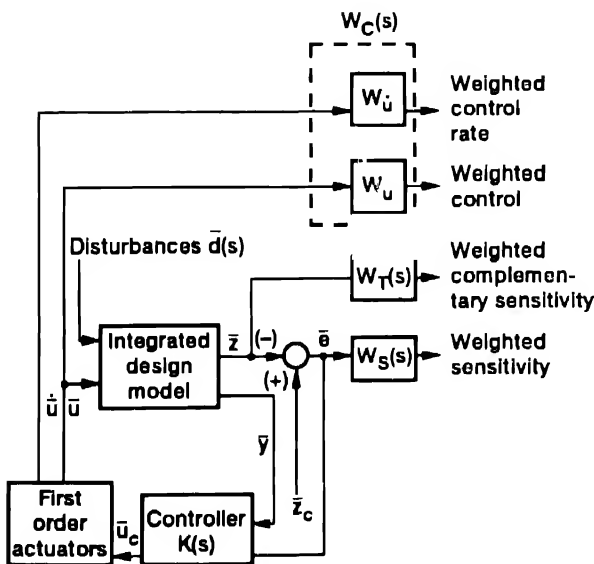 W_C(s)
W_u̇
Weighted
control
rate
W_u
Weighted
control
Disturbances d̄(s)
W_T(s)
Weighted
complemen-
tary sensitivity
Integrated
design
model
z̄
(−)
ē
W_S(s)
Weighted
sensitivity
(+)
u̇̄
ū
ȳ
z̄_c
First
order
actuators
ū_c
Controller
K(s)